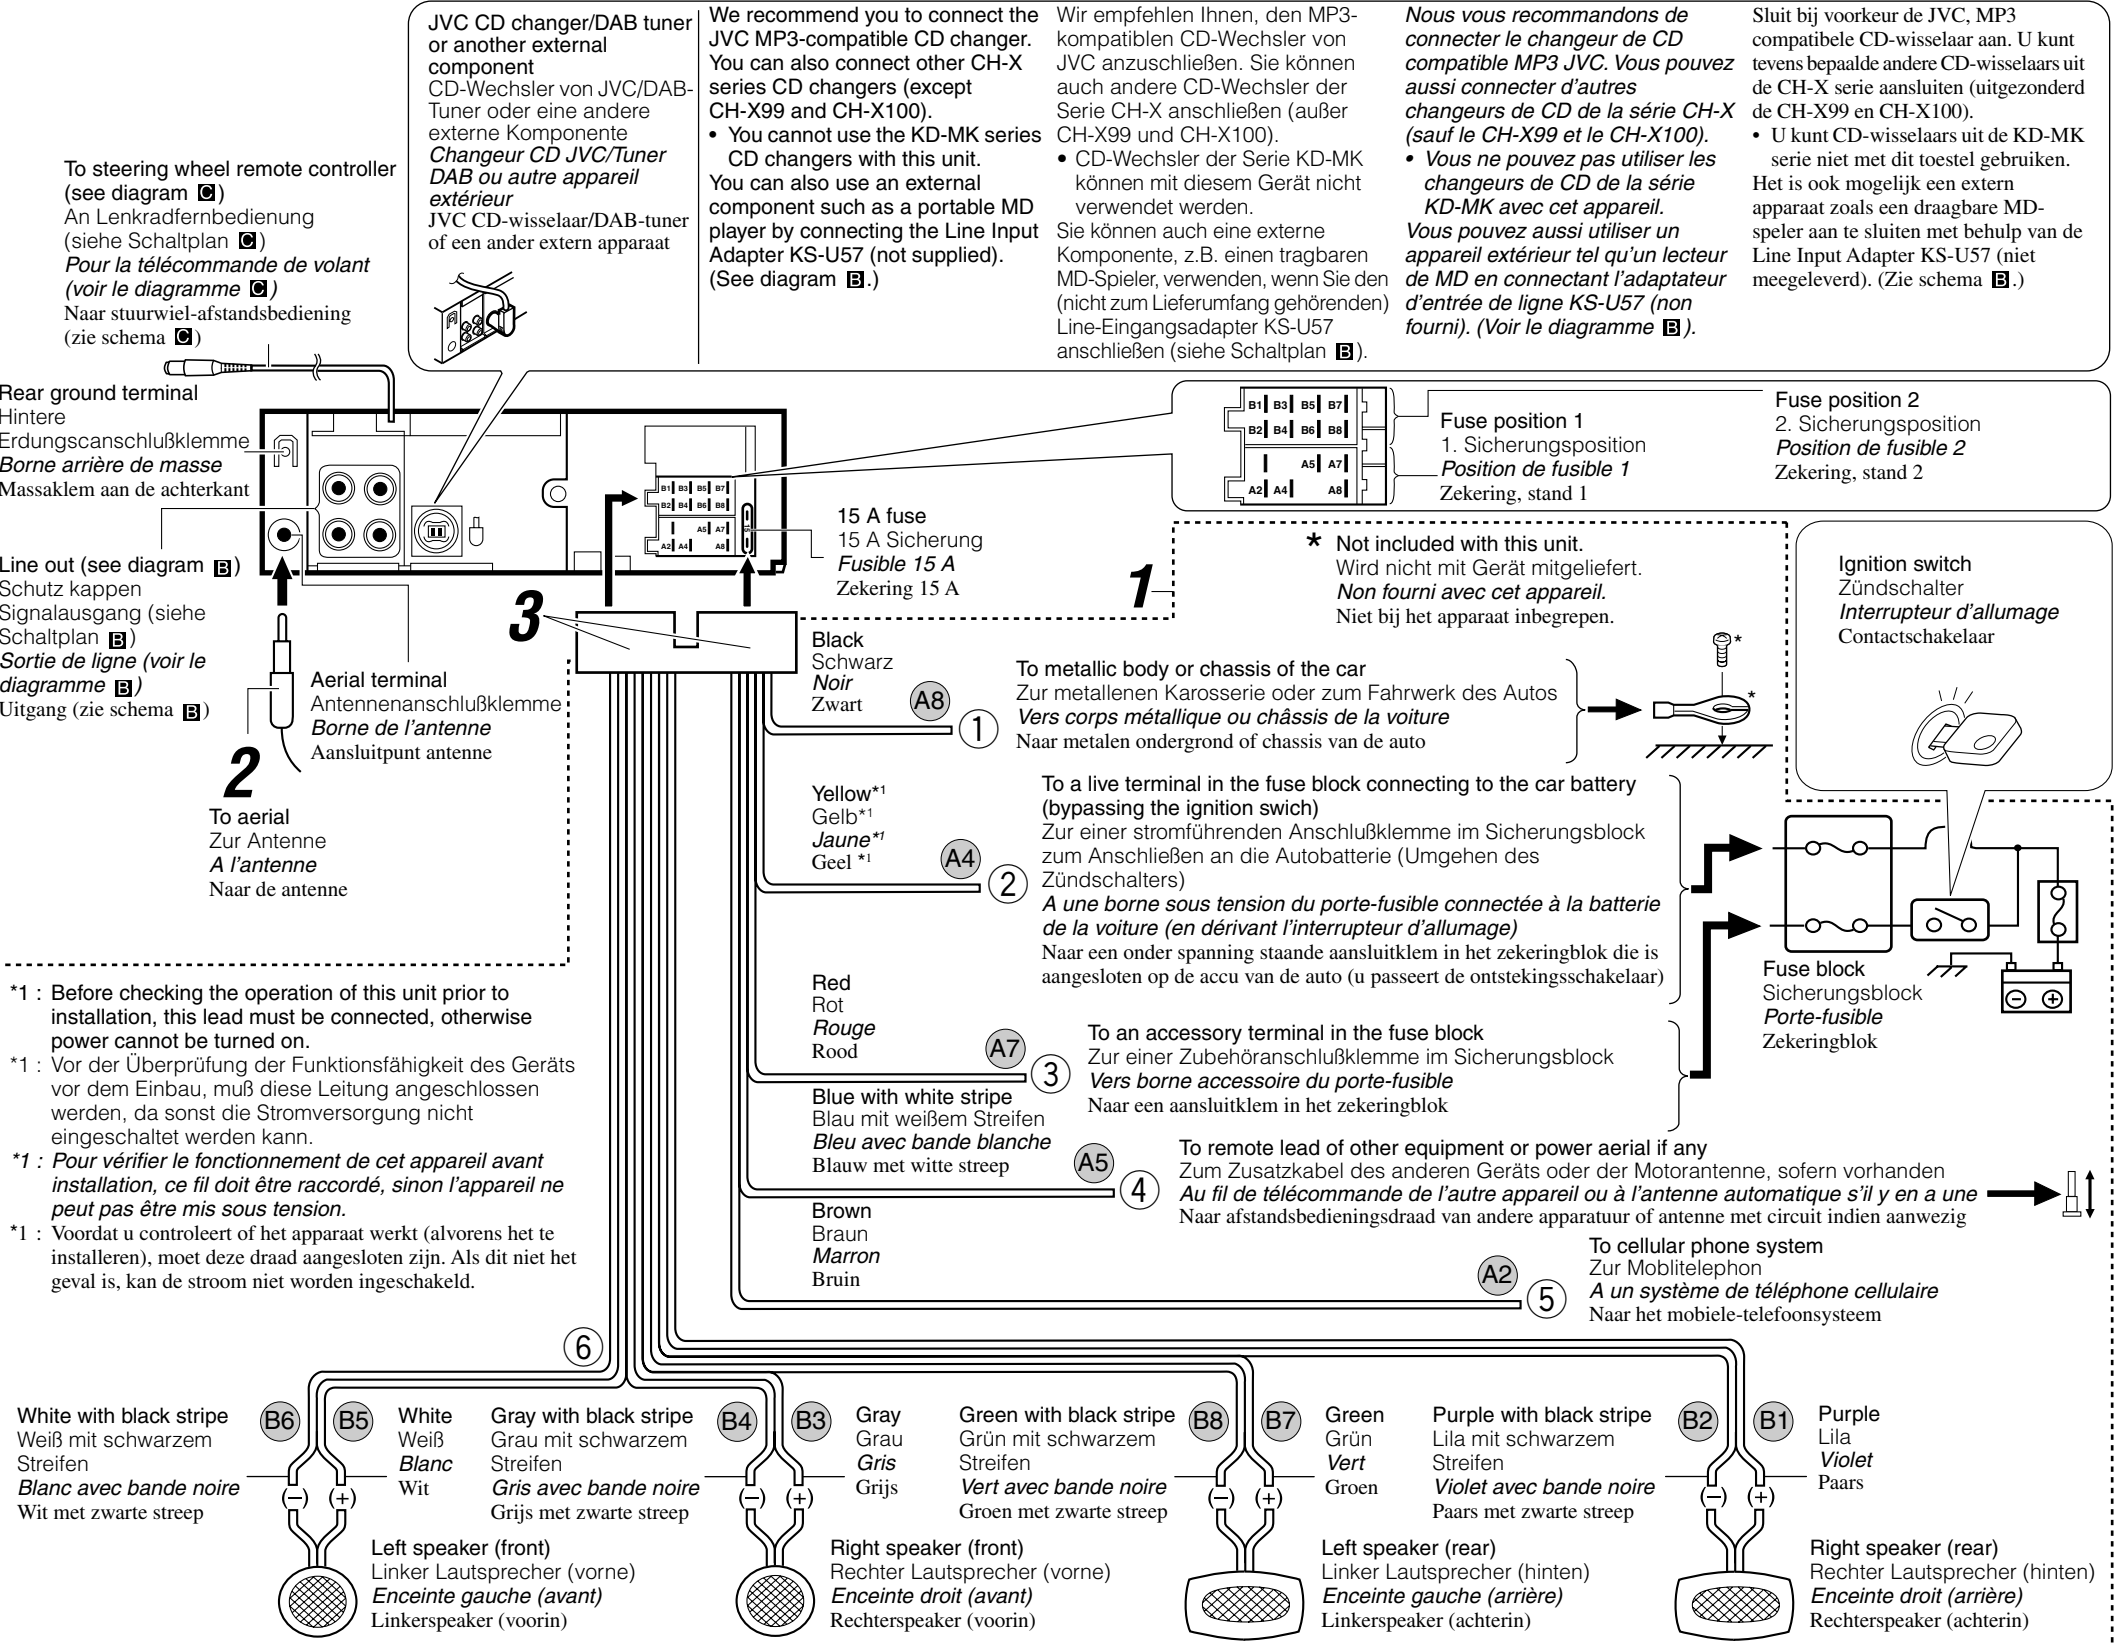 JVC CD changer/DAB tuner
or another external
component
CD-Wechsler von JVC/DAB-
Tuner oder eine andere
externe Komponente
Changeur CD JVC/Tuner
DAB ou autre appareil
extérieur
JVC CD-wisselaar/DAB-tuner
of een ander extern apparaat
We recommend you to connect the
JVC MP3-compatible CD changer.
You can also connect other CH-X
series CD changers (except
CH-X99 and CH-X100).
• You cannot use the KD-MK series
CD changers with this unit.
You can also use an external
component such as a portable MD
player by connecting the Line Input
Adapter KS-U57 (not supplied).
(See diagram B.)
Wir empfehlen Ihnen, den MP3-
kompatiblen CD-Wechsler von
JVC anzuschließen. Sie können
auch andere CD-Wechsler der
Serie CH-X anschließen (außer
CH-X99 und CH-X100).
• CD-Wechsler der Serie KD-MK
können mit diesem Gerät nicht
verwendet werden.
Sie können auch eine externe
Komponente, z.B. einen tragbaren
MD-Spieler, verwenden, wenn Sie den
(nicht zum Lieferumfang gehörenden)
Line-Eingangsadapter KS-U57
anschließen (siehe Schaltplan B).
Nous vous recommandons de
connecter le changeur de CD
compatible MP3 JVC. Vous pouvez
aussi connecter d'autres
changeurs de CD de la série CH-X
(sauf le CH-X99 et le CH-X100).
• Vous ne pouvez pas utiliser les
changeurs de CD de la série
KD-MK avec cet appareil.
Vous pouvez aussi utiliser un
appareil extérieur tel qu'un lecteur
de MD en connectant l'adaptateur
d'entrée de ligne KS-U57 (non
fourni). (Voir le diagramme B).
Sluit bij voorkeur de JVC, MP3
compatibele CD-wisselaar aan. U kunt
tevens bepaalde andere CD-wisselaars uit
de CH-X serie aansluiten (uitgezonderd
de CH-X99 en CH-X100).
• U kunt CD-wisselaars uit de KD-MK
serie niet met dit toestel gebruiken.
Het is ook mogelijk een extern
apparaat zoals een draagbare MD-
speler aan te sluiten met behulp van de
Line Input Adapter KS-U57 (niet
meegeleverd). (Zie schema B.)
To steering wheel remote controller
(see diagram C)
An Lenkradfernbedienung
(siehe Schaltplan C)
Pour la télécommande de volant
(voir le diagramme C)
Naar stuurwiel-afstandsbediening
(zie schema C)
Rear ground terminal
Hintere
Erdungscanschlußklemme
Borne arrière de masse
Massaklem aan de achterkant
Line out (see diagram B)
Schutz kappen
Signalausgang (siehe
Schaltplan B)
Sortie de ligne (voir le
diagramme B)
Uitgang (zie schema B)
B1 B3 B5 B7
B2 B4 B6 B8
A5 A7
A2 A4 A8
15
B1 B3 B5 B7
B2 B4 B6 B8
A5 A7
A2 A4 A8
Fuse position 1
1. Sicherungsposition
Position de fusible 1
Zekering, stand 1
Fuse position 2
2. Sicherungsposition
Position de fusible 2
Zekering, stand 2
15 A fuse
15 A Sicherung
Fusible 15 A
Zekering 15 A
1
* Not included with this unit.
Wird nicht mit Gerät mitgeliefert.
Non fourni avec cet appareil.
Niet bij het apparaat inbegrepen.
Ignition switch
Zündschalter
Interrupteur d'allumage
Contactschakelaar
3
2
Aerial terminal
Antennenanschlußklemme
Borne de l'antenne
Aansluitpunt antenne
To aerial
Zur Antenne
A l'antenne
Naar de antenne
Black
Schwarz
Noir
Zwart
A8
1
To metallic body or chassis of the car
Zur metallenen Karosserie oder zum Fahrwerk des Autos
Vers corps métallique ou châssis de la voiture
Naar metalen ondergrond of chassis van de auto
*
*
Yellow*1
Gelb*1
Jaune*1
Geel *1
A4
2
To a live terminal in the fuse block connecting to the car battery
(bypassing the ignition swich)
Zur einer stromführenden Anschlußklemme im Sicherungsblock
zum Anschließen an die Autobatterie (Umgehen des
Zündschalters)
A une borne sous tension du porte-fusible connectée à la batterie
de la voiture (en dérivant l'interrupteur d'allumage)
Naar een onder spanning staande aansluitklem in het zekeringblok die is
aangesloten op de accu van de auto (u passeert de ontstekingsschakelaar)
Fuse block
Sicherungsblock
Porte-fusible
Zekeringblok
*1 : Before checking the operation of this unit prior to
installation, this lead must be connected, otherwise
power cannot be turned on.
*1 : Vor der Überprüfung der Funktionsfähigkeit des Geräts
vor dem Einbau, muß diese Leitung angeschlossen
werden, da sonst die Stromversorgung nicht
eingeschaltet werden kann.
*1 : Pour vérifier le fonctionnement de cet appareil avant
installation, ce fil doit être raccordé, sinon l'appareil ne
peut pas être mis sous tension.
*1 : Voordat u controleert of het apparaat werkt (alvorens het te
installeren), moet deze draad aangesloten zijn. Als dit niet het
geval is, kan de stroom niet worden ingeschakeld.
Red
Rot
Rouge
Rood
A7
3
To an accessory terminal in the fuse block
Zur einer Zubehöranschlußklemme im Sicherungsblock
Vers borne accessoire du porte-fusible
Naar een aansluitklem in het zekeringblok
Blue with white stripe
Blau mit weißem Streifen
Bleu avec bande blanche
Blauw met witte streep
A5
4
To remote lead of other equipment or power aerial if any
Zum Zusatzkabel des anderen Geräts oder der Motorantenne, sofern vorhanden
Au fil de télécommande de l'autre appareil ou à l'antenne automatique s'il y en a une
Naar afstandsbedieningsdraad van andere apparatuur of antenne met circuit indien aanwezig
Brown
Braun
Marron
Bruin
A2
5
To cellular phone system
Zur Moblitelephon
A un système de téléphone cellulaire
Naar het mobiele-telefoonsysteem
6
White with black stripe
Weiß mit schwarzem
Streifen
Blanc avec bande noire
Wit met zwarte streep
B6
B5
White
Weiß
Blanc
Wit
Left speaker (front)
Linker Lautsprecher (vorne)
Enceinte gauche (avant)
Linkerspeaker (voorin)
Gray with black stripe
Grau mit schwarzem
Streifen
Gris avec bande noire
Grijs met zwarte streep
B4
B3
Gray
Grau
Gris
Grijs
Right speaker (front)
Rechter Lautsprecher (vorne)
Enceinte droit (avant)
Rechterspeaker (voorin)
Green with black stripe
Grün mit schwarzem
Streifen
Vert avec bande noire
Groen met zwarte streep
B8
B7
Green
Grün
Vert
Groen
Left speaker (rear)
Linker Lautsprecher (hinten)
Enceinte gauche (arrière)
Linkerspeaker (achterin)
Purple with black stripe
Lila mit schwarzem
Streifen
Violet avec bande noire
Paars met zwarte streep
B2
B1
Purple
Lila
Violet
Paars
Right speaker (rear)
Rechter Lautsprecher (hinten)
Enceinte droit (arrière)
Rechterspeaker (achterin)